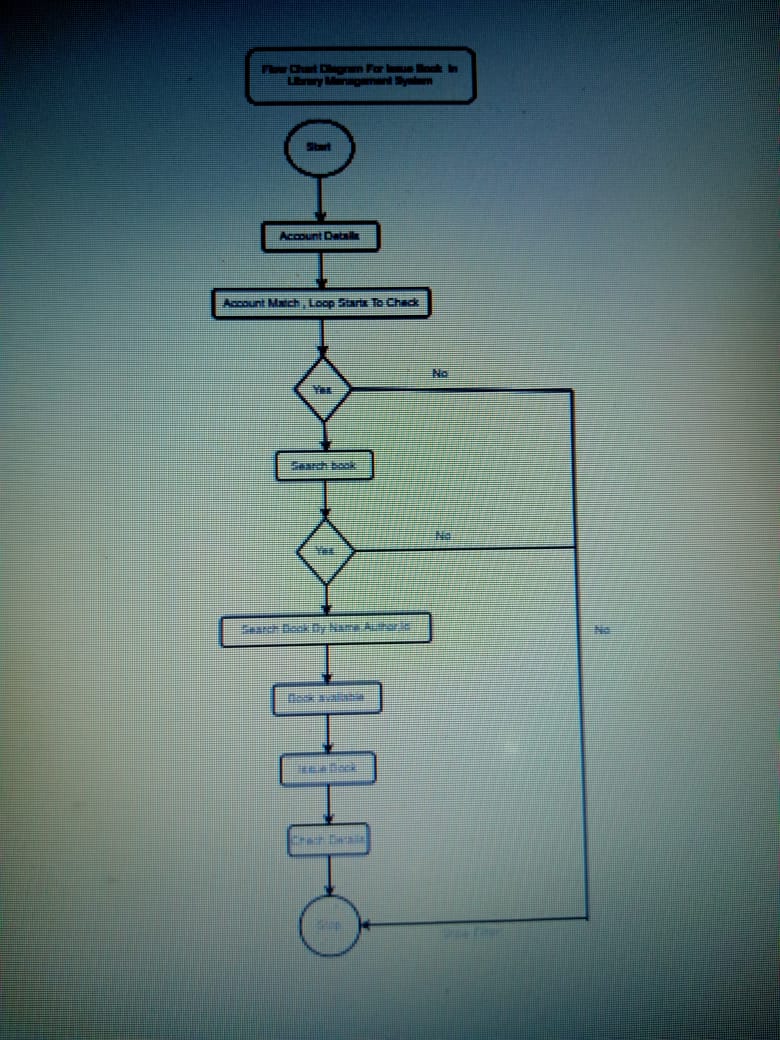 Flow Chart Diagram For Issue Book In
Library Management System
Start
Account Details
Account Match , Loop Starts To Check
No
Yes
Search book
No
Yes
Search Book By Name Author,Id
No
Book available
Issue Book
Check Details
Stop